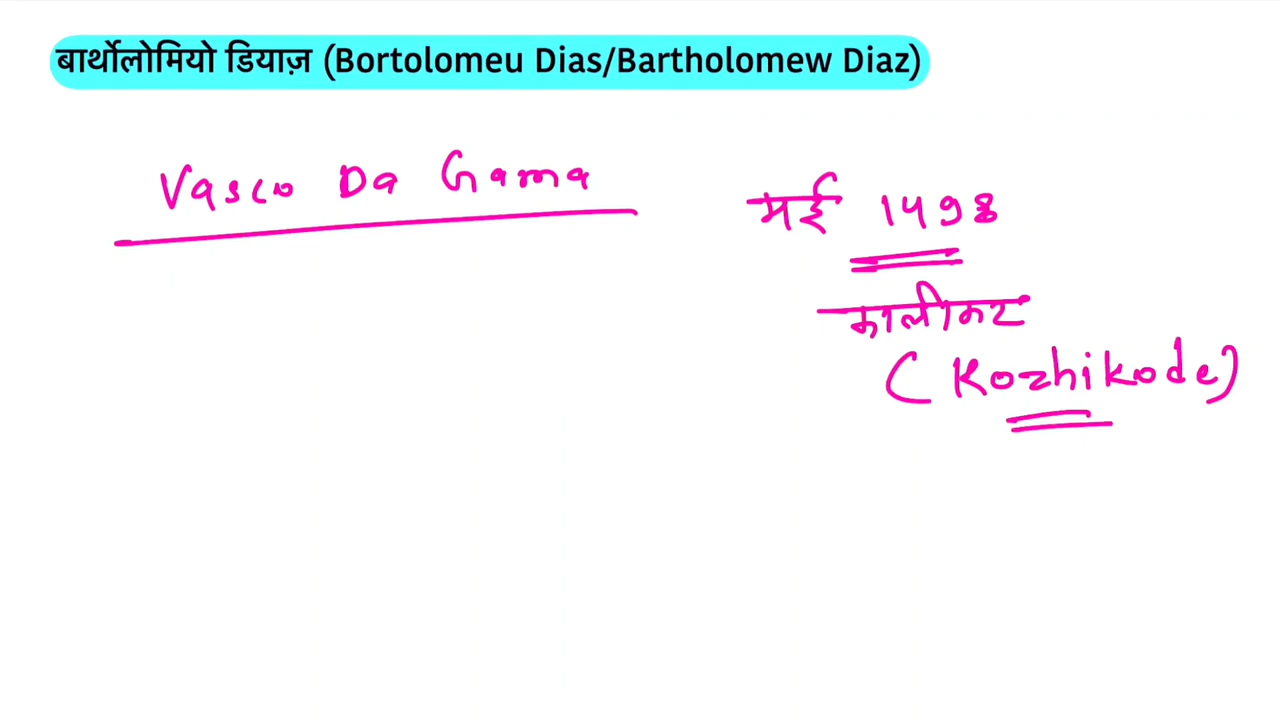 बार्थोलोमियो डियाज़ (Bortolomeu Dias/Bartholomew Diaz)
Vasco Da Gama
मई 1498
कालीकट
(Kozhikode)